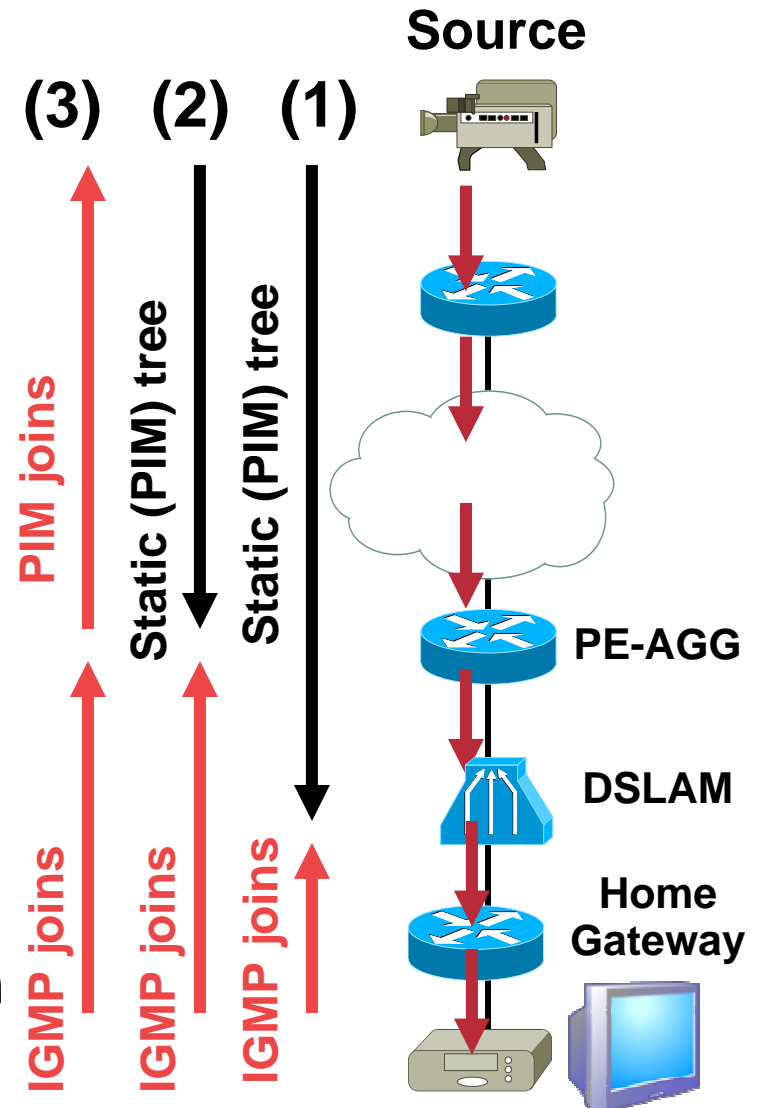 Source
(3) (2) (1)
PIM joins
Static (PIM) tree
Static (PIM) tree
PE-AGG
DSLAM
Home
Gateway
IGMP joins
IGMP joins
IGMP joins